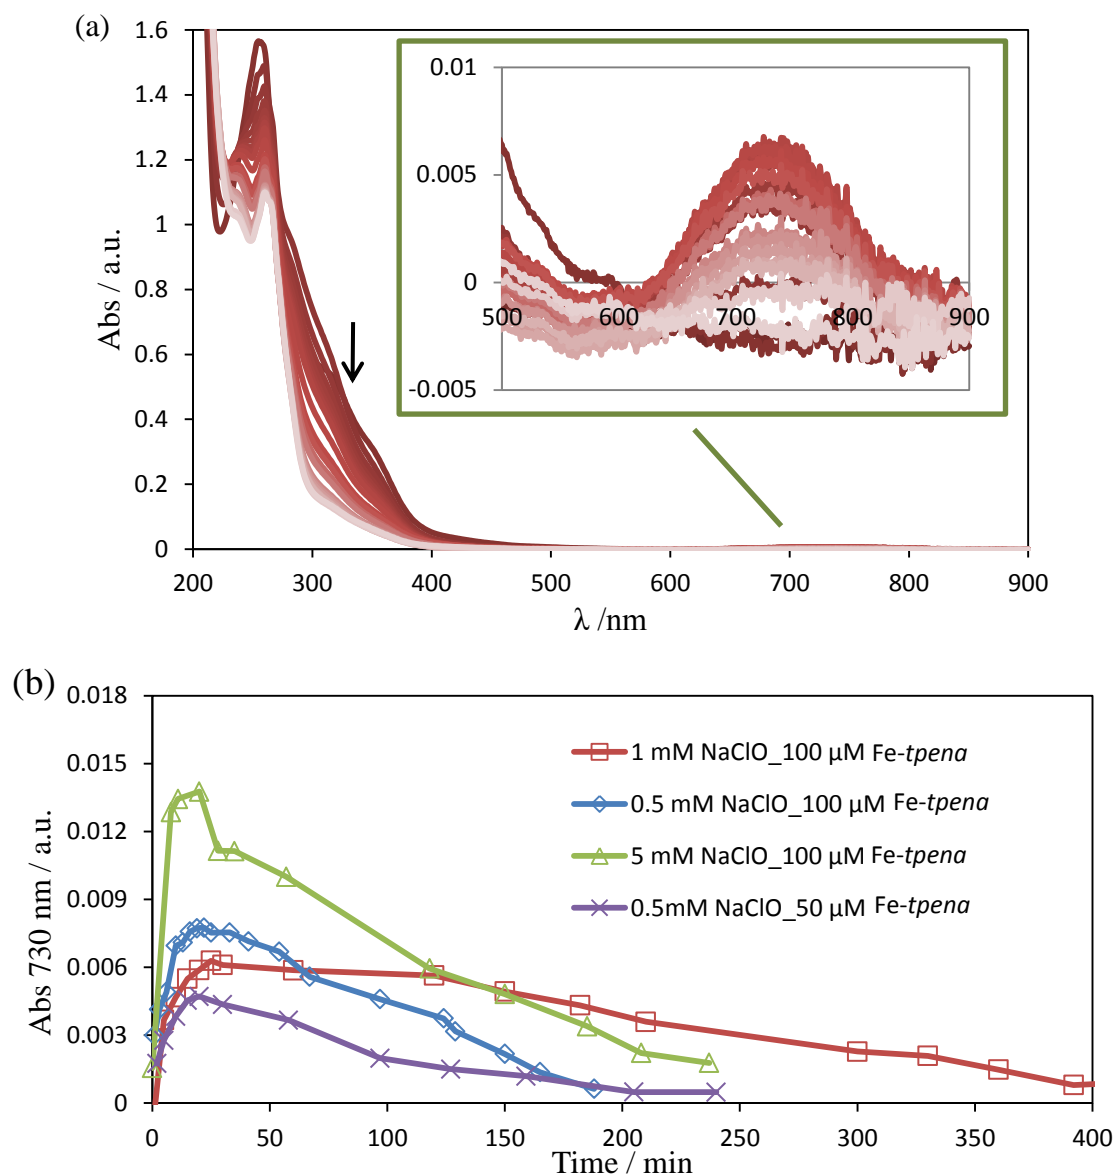 (a)
Abs / a.u.
1.6
1.4
1.2
1
0.8
0.6
0.4
0.2
0
200 300 400 500 600 700 800 900
λ /nm
0.01
0.005
0
-0.005
500 600 700 800 900
(b)
Abs 730 nm / a.u.
0.018
0.015
0.012
0.009
0.006
0.003
0
0 50 100 150 200 250 300 350 400
Time / min
1 mM NaClO_100 µM Fe-tpena
0.5 mM NaClO_100 µM Fe-tpena
5 mM NaClO_100 µM Fe-tpena
0.5mM NaClO_50 µM Fe-tpena